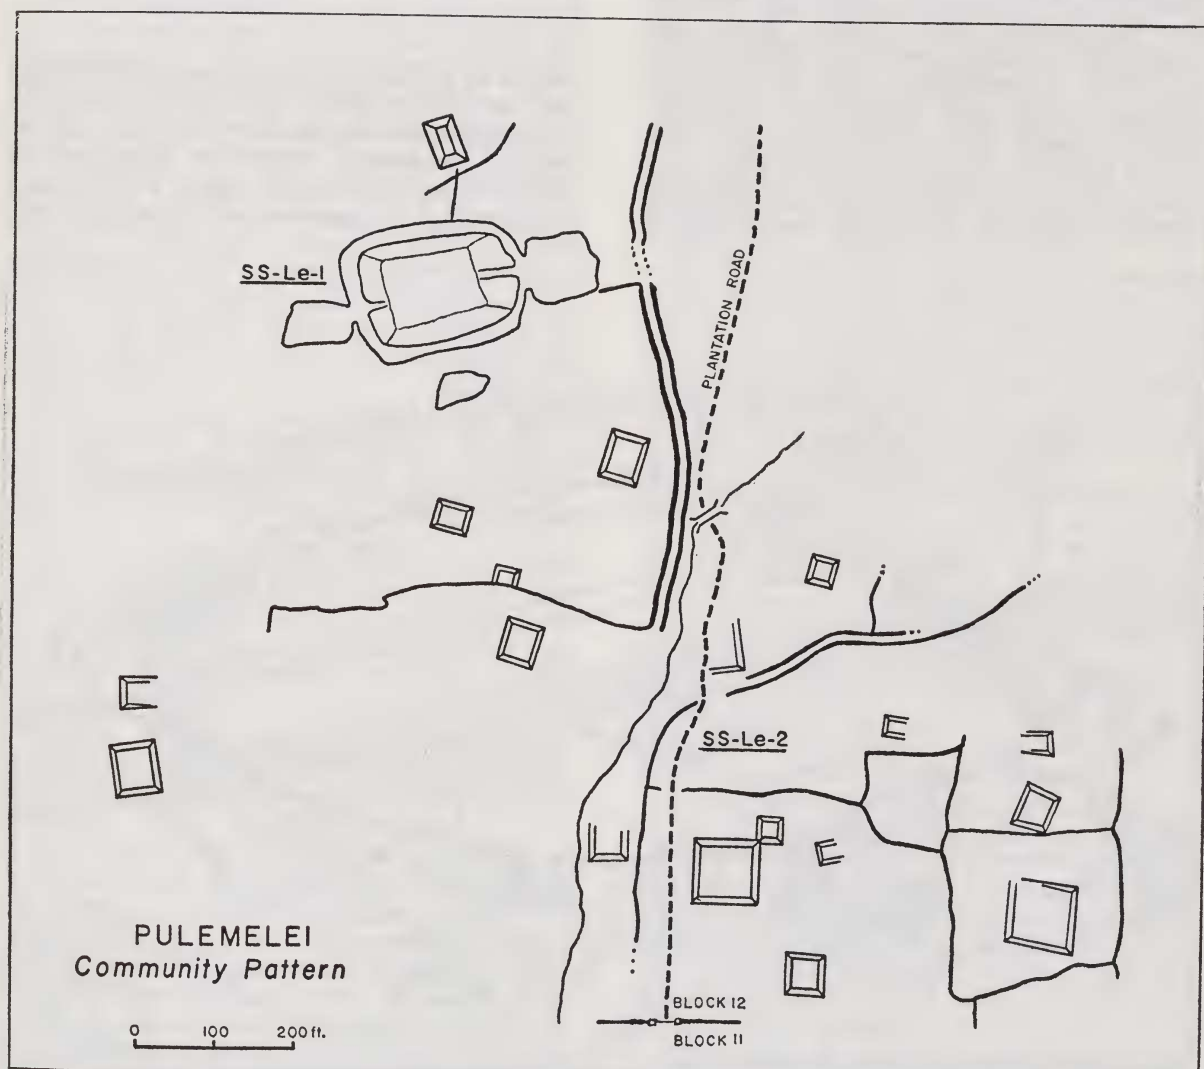 SS-Le-1
PLANTATION ROAD
SS-Le-2
PULEMELEI
Community Pattern
0 100 200 ft.
BLOCK 12
BLOCK 11